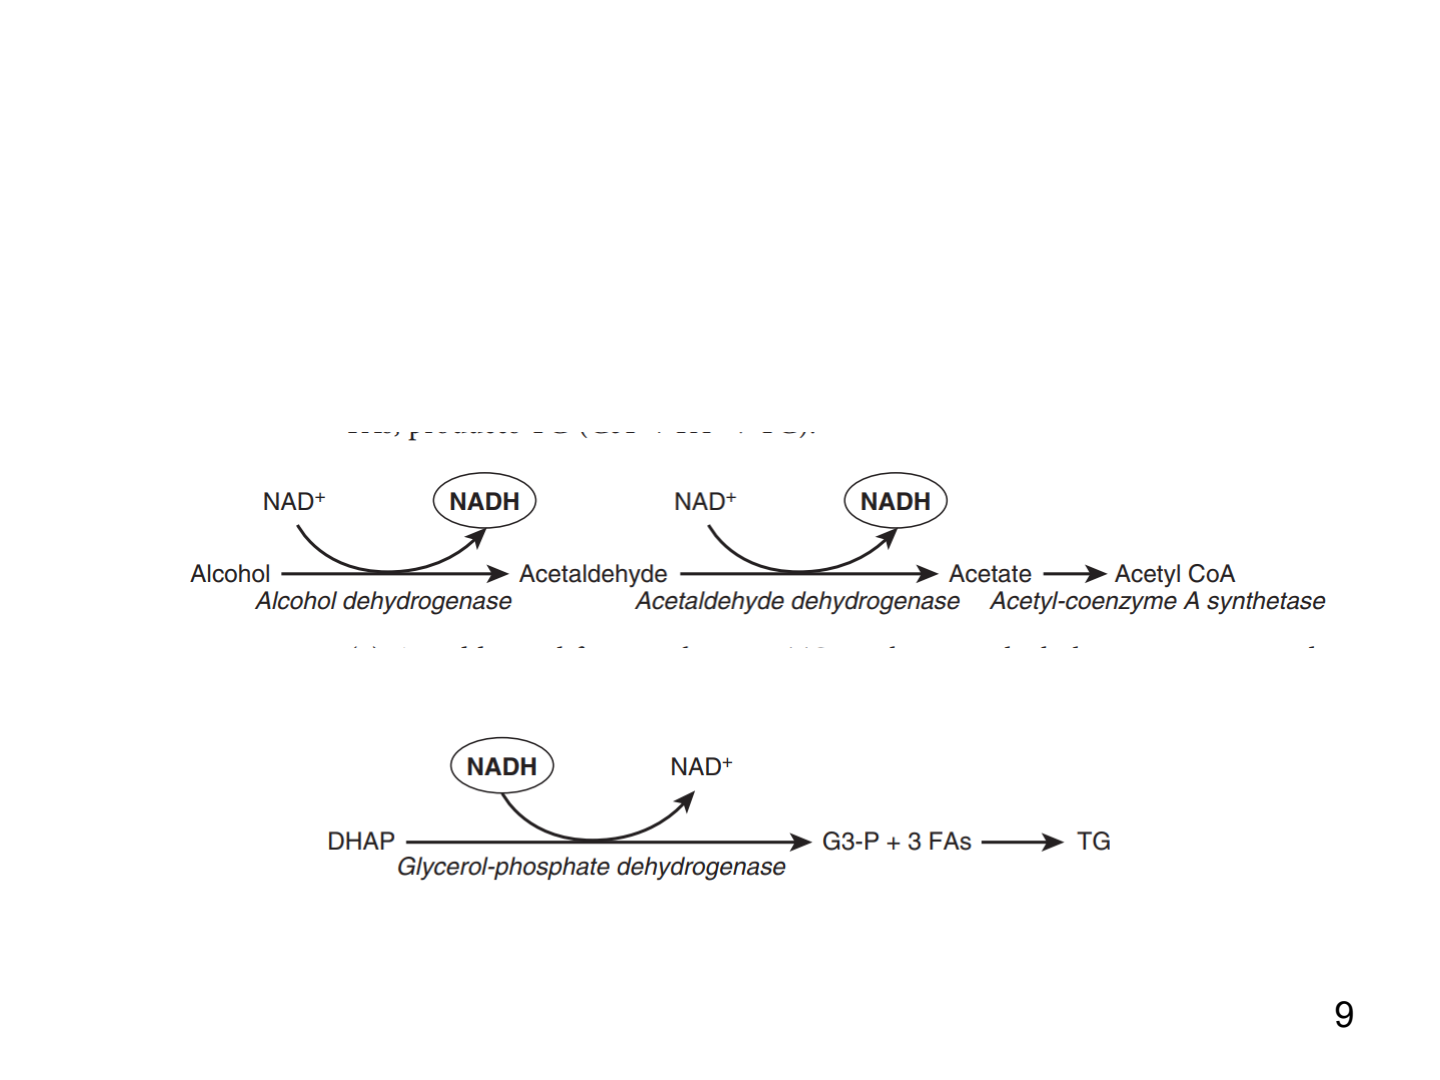 NAD+ NADH NAD+ NADH
Alcohol Acetaldehyde Acetate Acetyl CoA
Alcohol dehydrogenase Acetaldehyde dehydrogenase Acetyl-coenzyme A synthetase
NADH NAD+
DHAP G3-P + 3 FAs TG
Glycerol-phosphate dehydrogenase
9